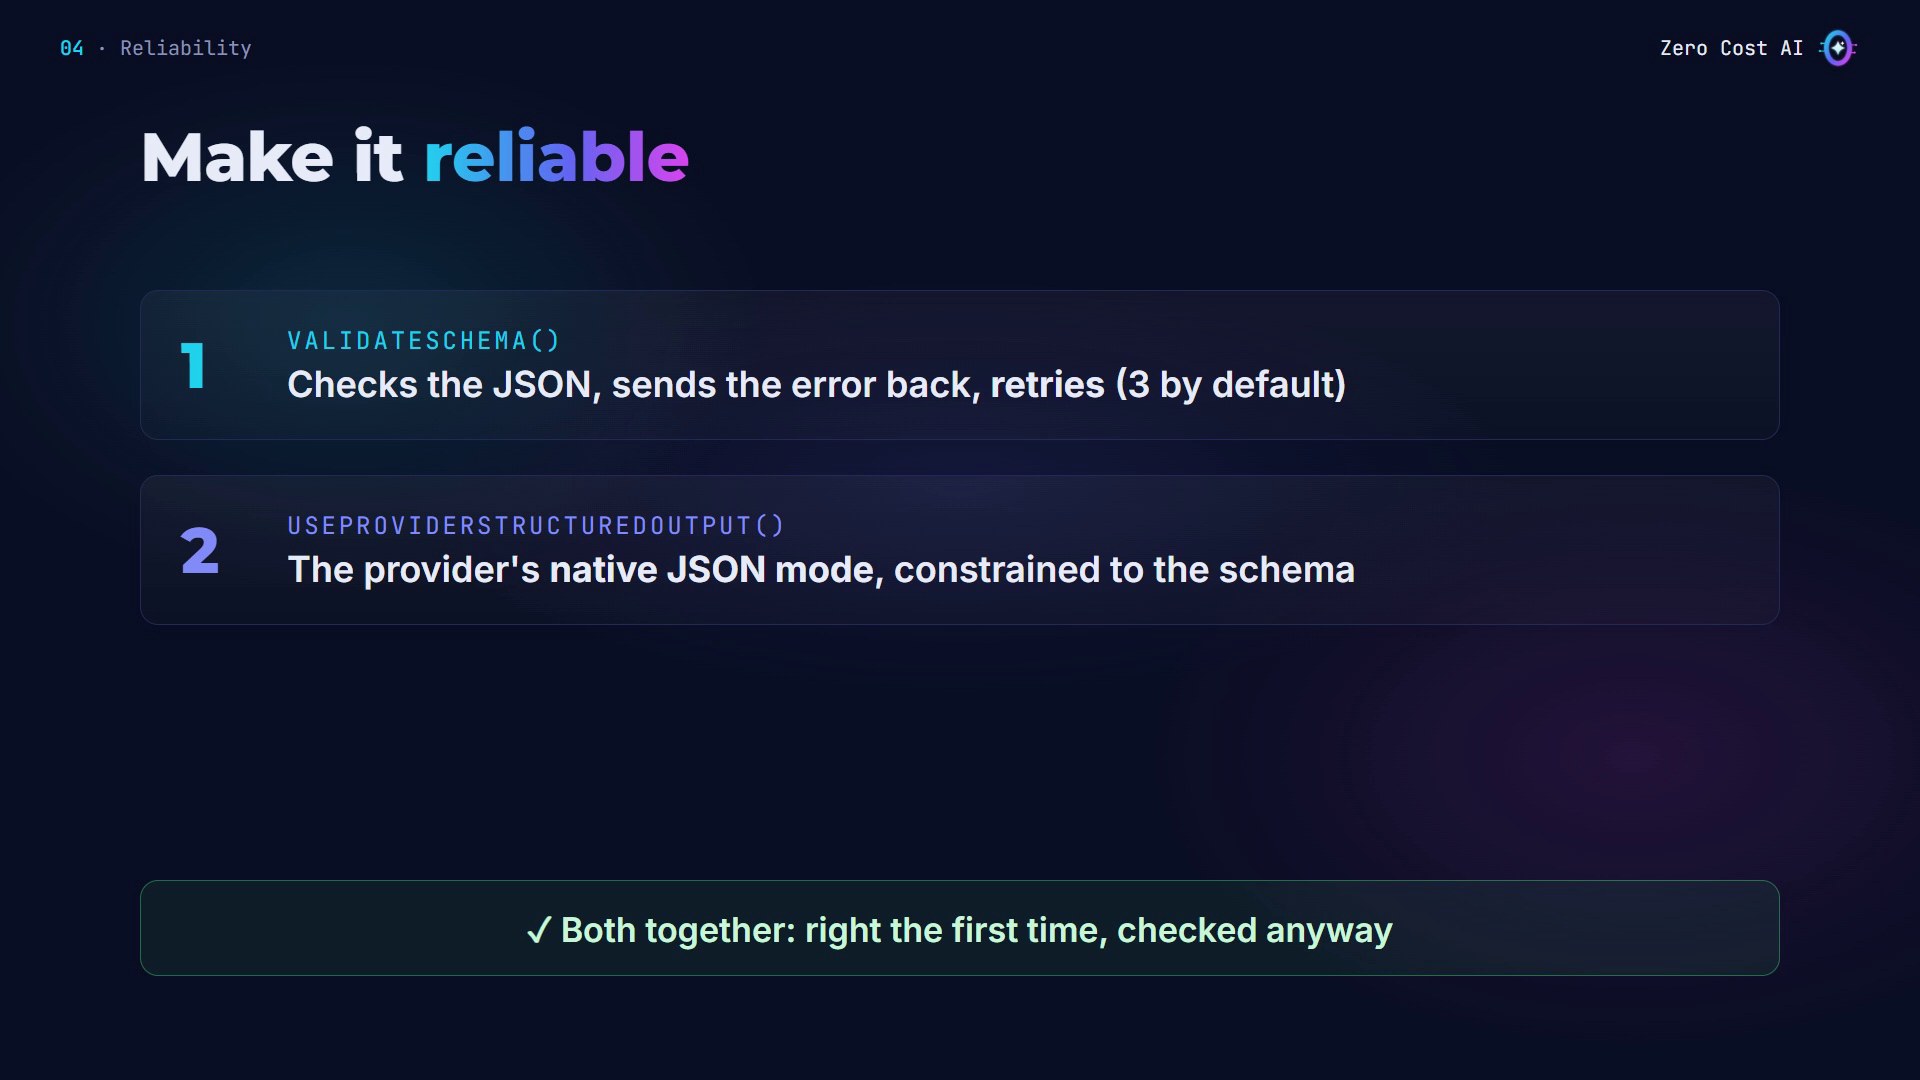 04 · Reliability
Zero Cost AI
Make it reliable
1
VALIDATESCHEMA()
Checks the JSON, sends the error back, retries (3 by default)
2
USEPROVIDERSTRUCTUREDOUTPUT()
The provider's native JSON mode, constrained to the schema
✓ Both together: right the first time, checked anyway